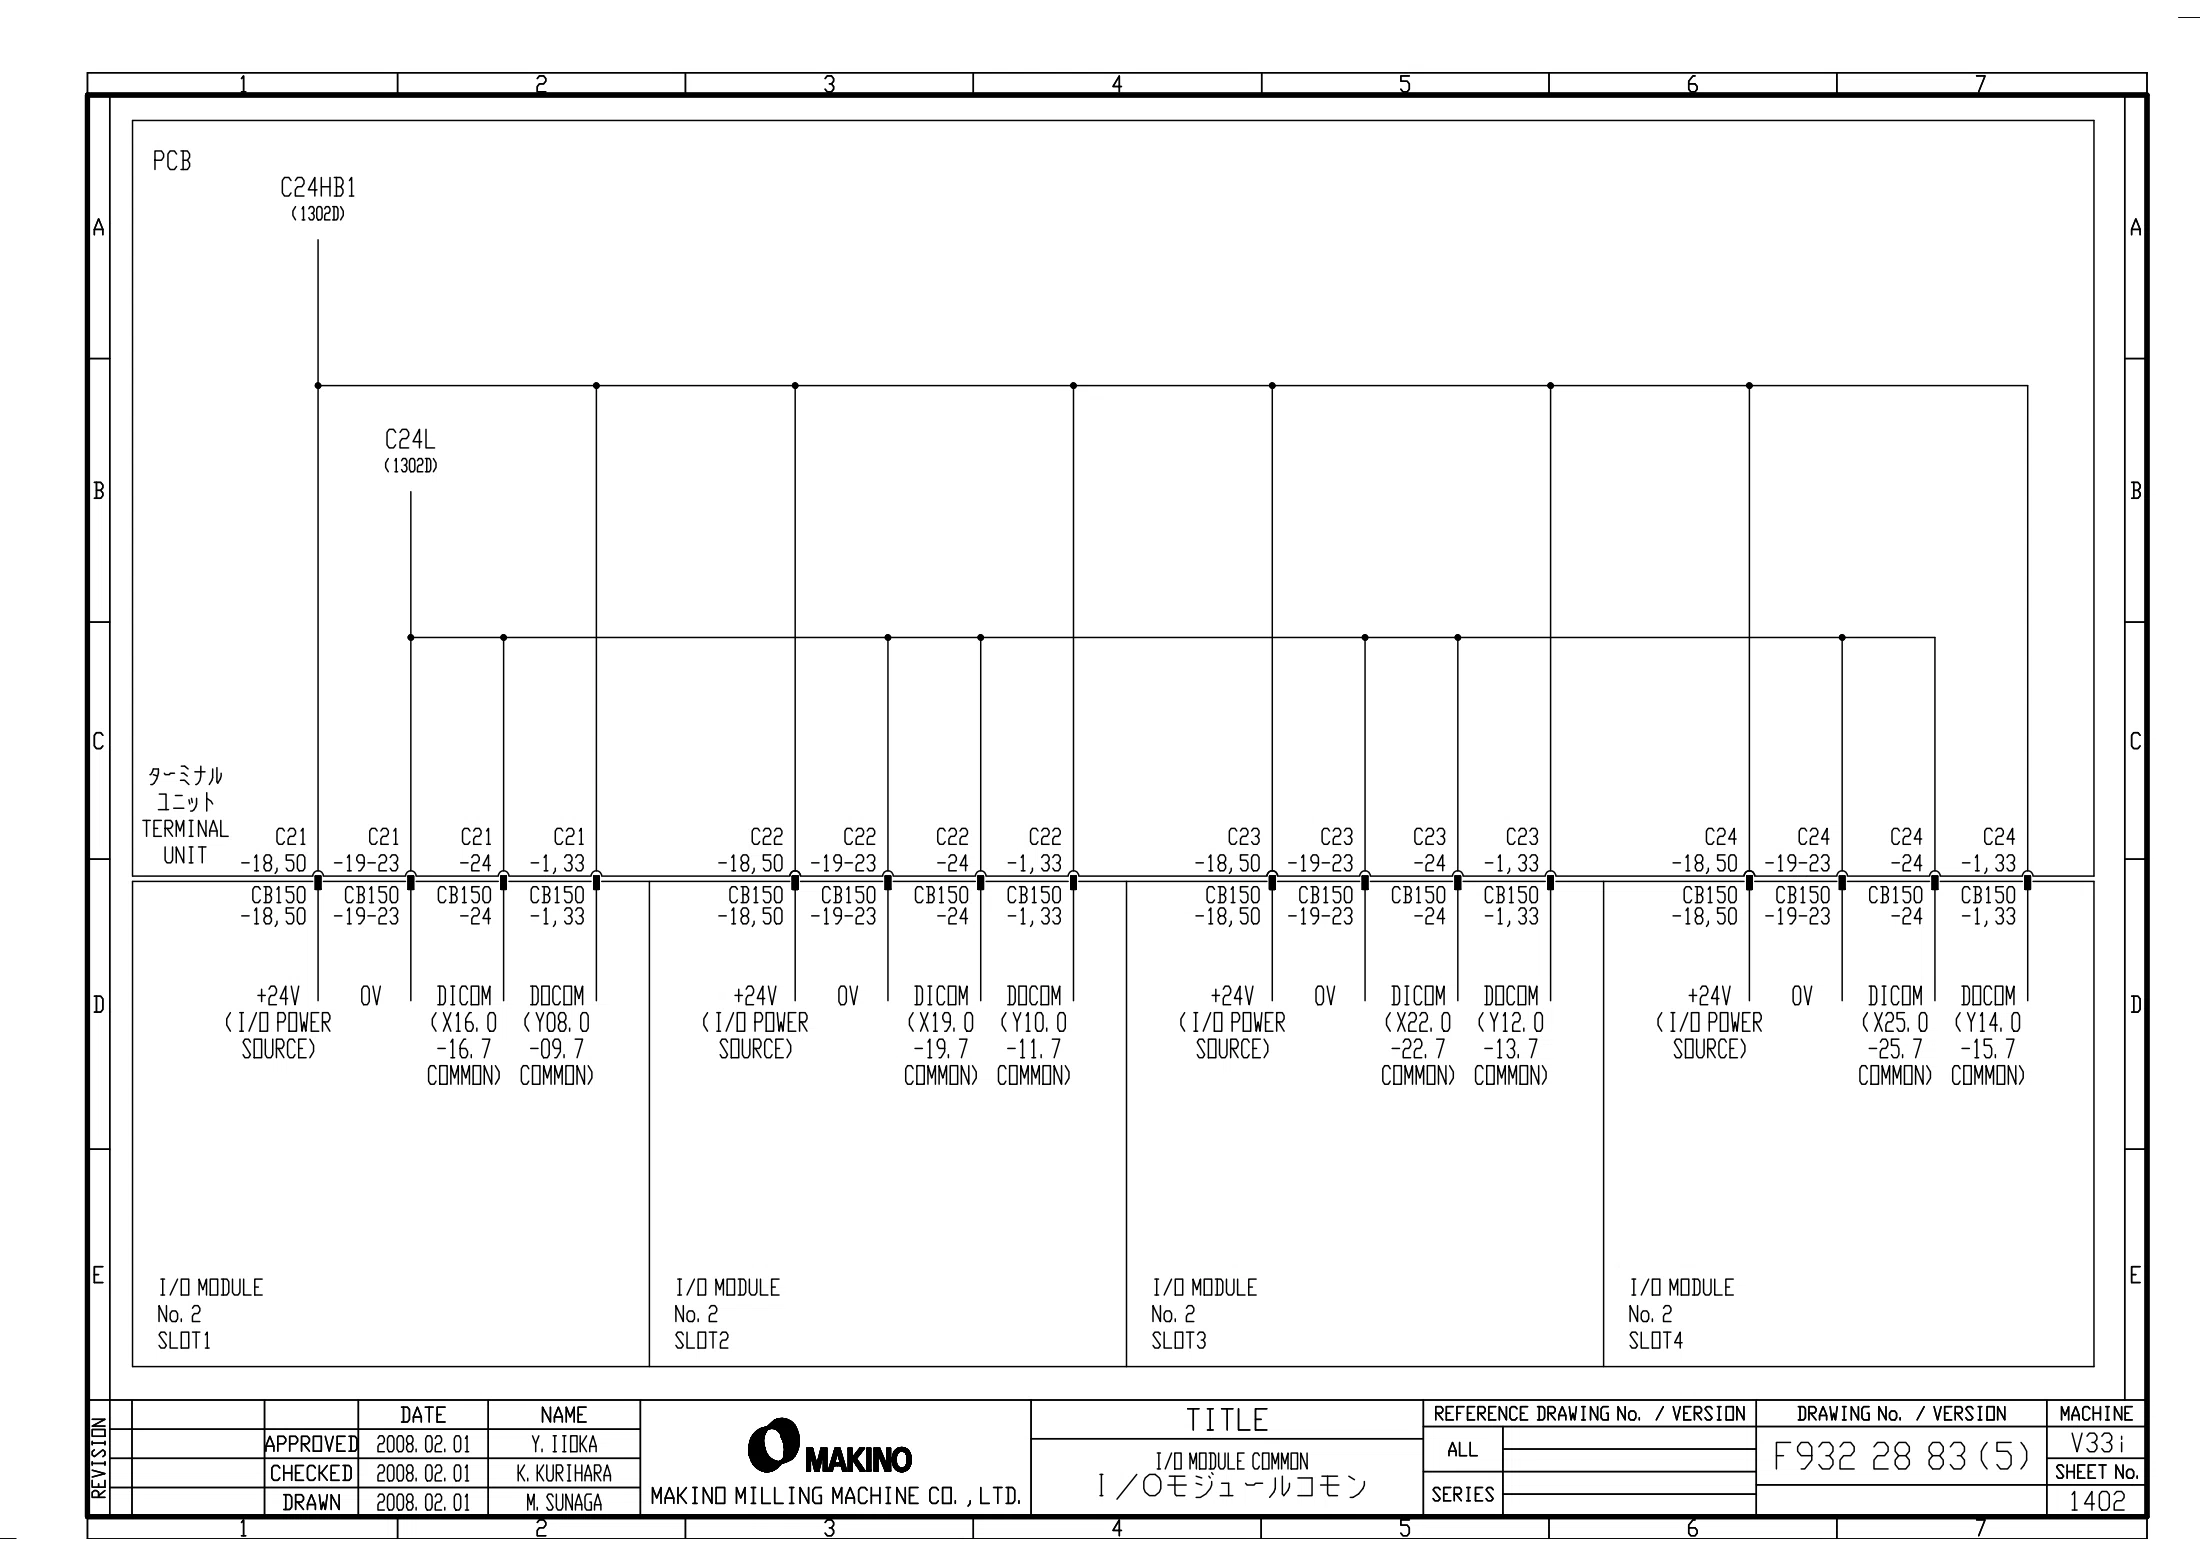 1 2 3 4 5 6 7
PCB
C24HB1
(1302D)
A A
C24L
(1302D)
B B
C C
ターミナル
ユニット
TERMINAL
UNIT
C21 C21 C21 C21 C22 C22 C22 C22 C23 C23 C23 C23 C24 C24 C24 C24
-18,50 -19-23 -24 -1,33 -18,50 -19-23 -24 -1,33 -18,50 -19-23 -24 -1,33 -18,50 -19-23 -24 -1,33
CB150 CB150 CB150 CB150 CB150 CB150 CB150 CB150 CB150 CB150 CB150 CB150 CB150 CB150 CB150 CB150
-18,50 -19-23 -24 -1,33 -18,50 -19-23 -24 -1,33 -18,50 -19-23 -24 -1,33 -18,50 -19-23 -24 -1,33
D D
+24V 0V DICOM DOCOM +24V 0V DICOM DOCOM +24V 0V DICOM DOCOM +24V 0V DICOM DOCOM
(I/O POWER (X16.0 (Y08.0 (I/O POWER (X19.0 (Y10.0 (I/O POWER (X22.0 (Y12.0 (I/O POWER (X25.0 (Y14.0
SOURCE) -16.7 -09.7 SOURCE) -19.7 -11.7 SOURCE) -22.7 -13.7 SOURCE) -25.7 -15.7
COMMON) COMMON) COMMON) COMMON) COMMON) COMMON) COMMON) COMMON)
E E
I/O MODULE I/O MODULE I/O MODULE I/O MODULE
No.2 No.2 No.2 No.2
SLOT1 SLOT2 SLOT3 SLOT4
REVISION
DATE NAME
APPROVED 2008.02.01 Y.IIOKA
CHECKED 2008.02.01 K.KURIHARA
DRAWN 2008.02.01 M.SUNAGA
MAKINO
MAKINO MILLING MACHINE CO.,LTD.
TITLE
I/O MODULE COMMON
I/Oモジュールコモン
REFERENCE DRAWING No. / VERSION
ALL
SERIES
DRAWING No. / VERSION
F932 28 83(5)
MACHINE
V33i
SHEET No.
1402
1 2 3 4 5 6 7